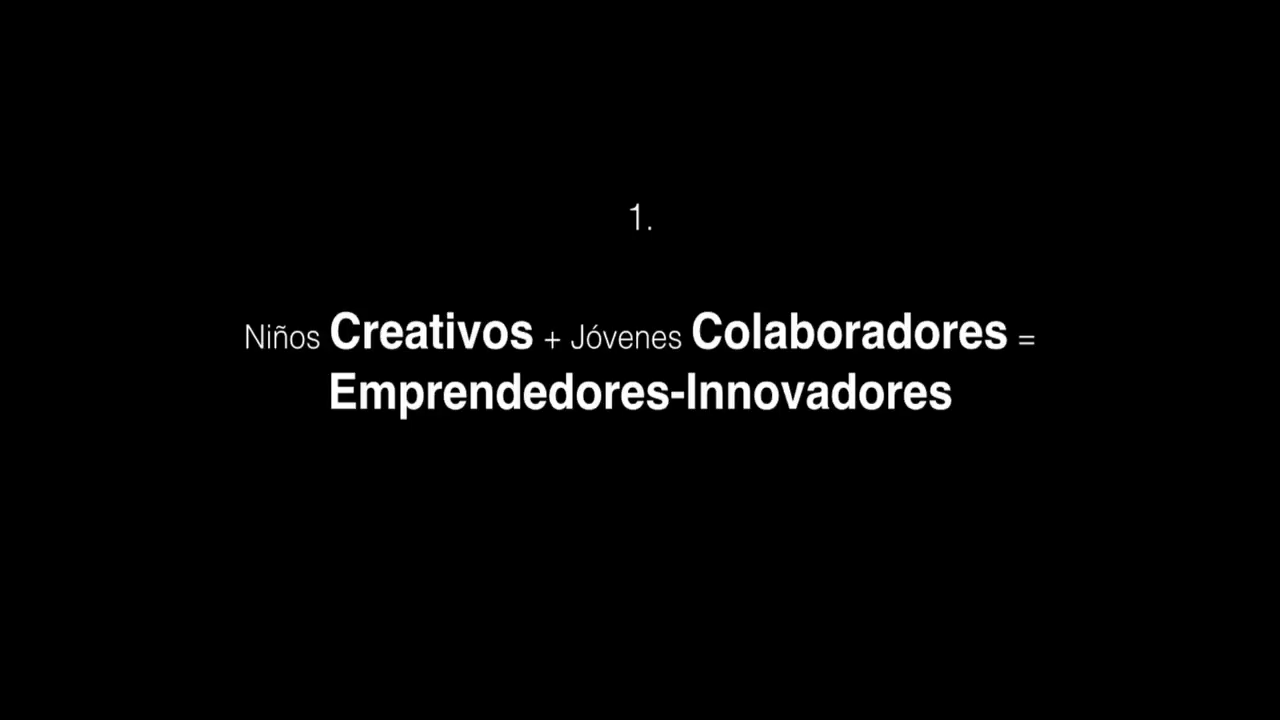 1.
Niños Creativos + Jóvenes Colaboradores =
Emprendedores-Innovadores